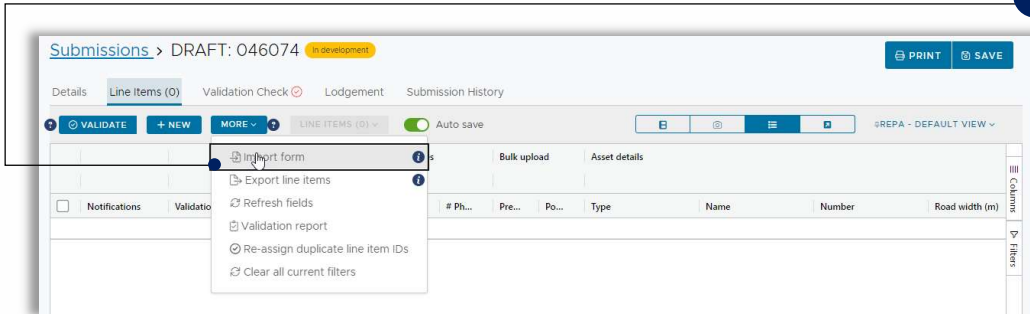 Submissions > DRAFT: 046074 In development
PRINT SAVE
Details Line Items (0) Validation Check Lodgement Submission History
VALIDATE + NEW MORE LINE ITEMS (0) Auto save REPA - DEFAULT VIEW
Import form
Bulk upload Asset details
Export line items
Notifications # Ph... Pre... Po... Type Name Number Road width (m)
Refresh fields
Validation report
Re-assign duplicate line item IDs
Clear all current filters
Columns
Filters